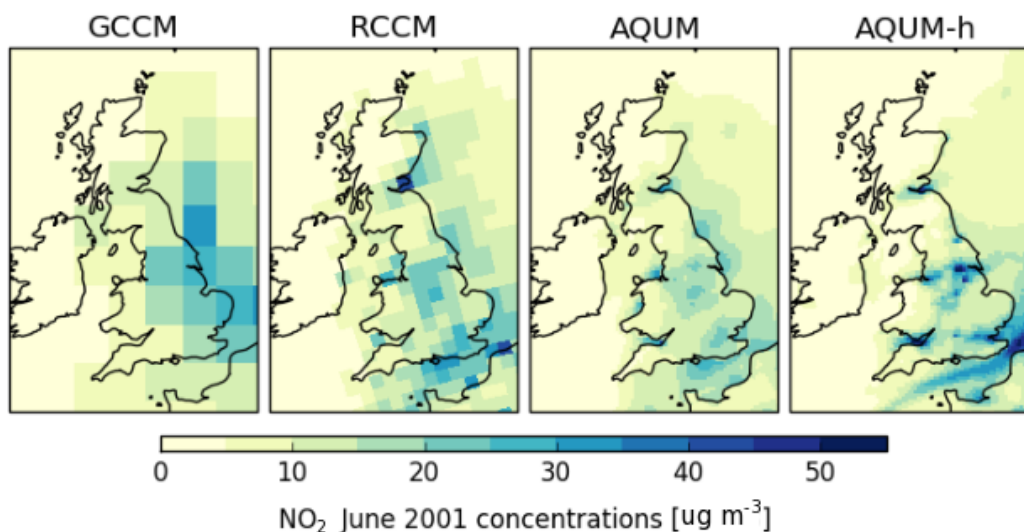 GCCM RCCM AQUM AQUM-h
0 10 20 30 40 50
NO₂ June 2001 concentrations [ug m⁻³]